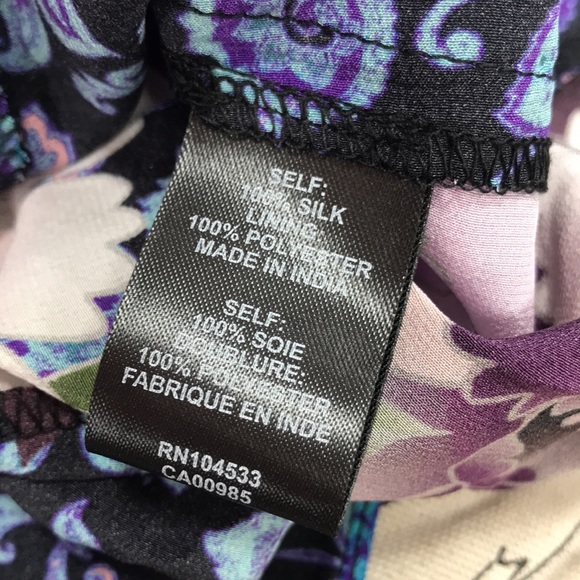 SELF:
100% SILK
LINING
100% POLYESTER
MADE IN INDIA
SELF:
100% SOIE
DOUBLURE:
100% POLYESTER
FABRIQUE EN INDE
RN104533
CA00985